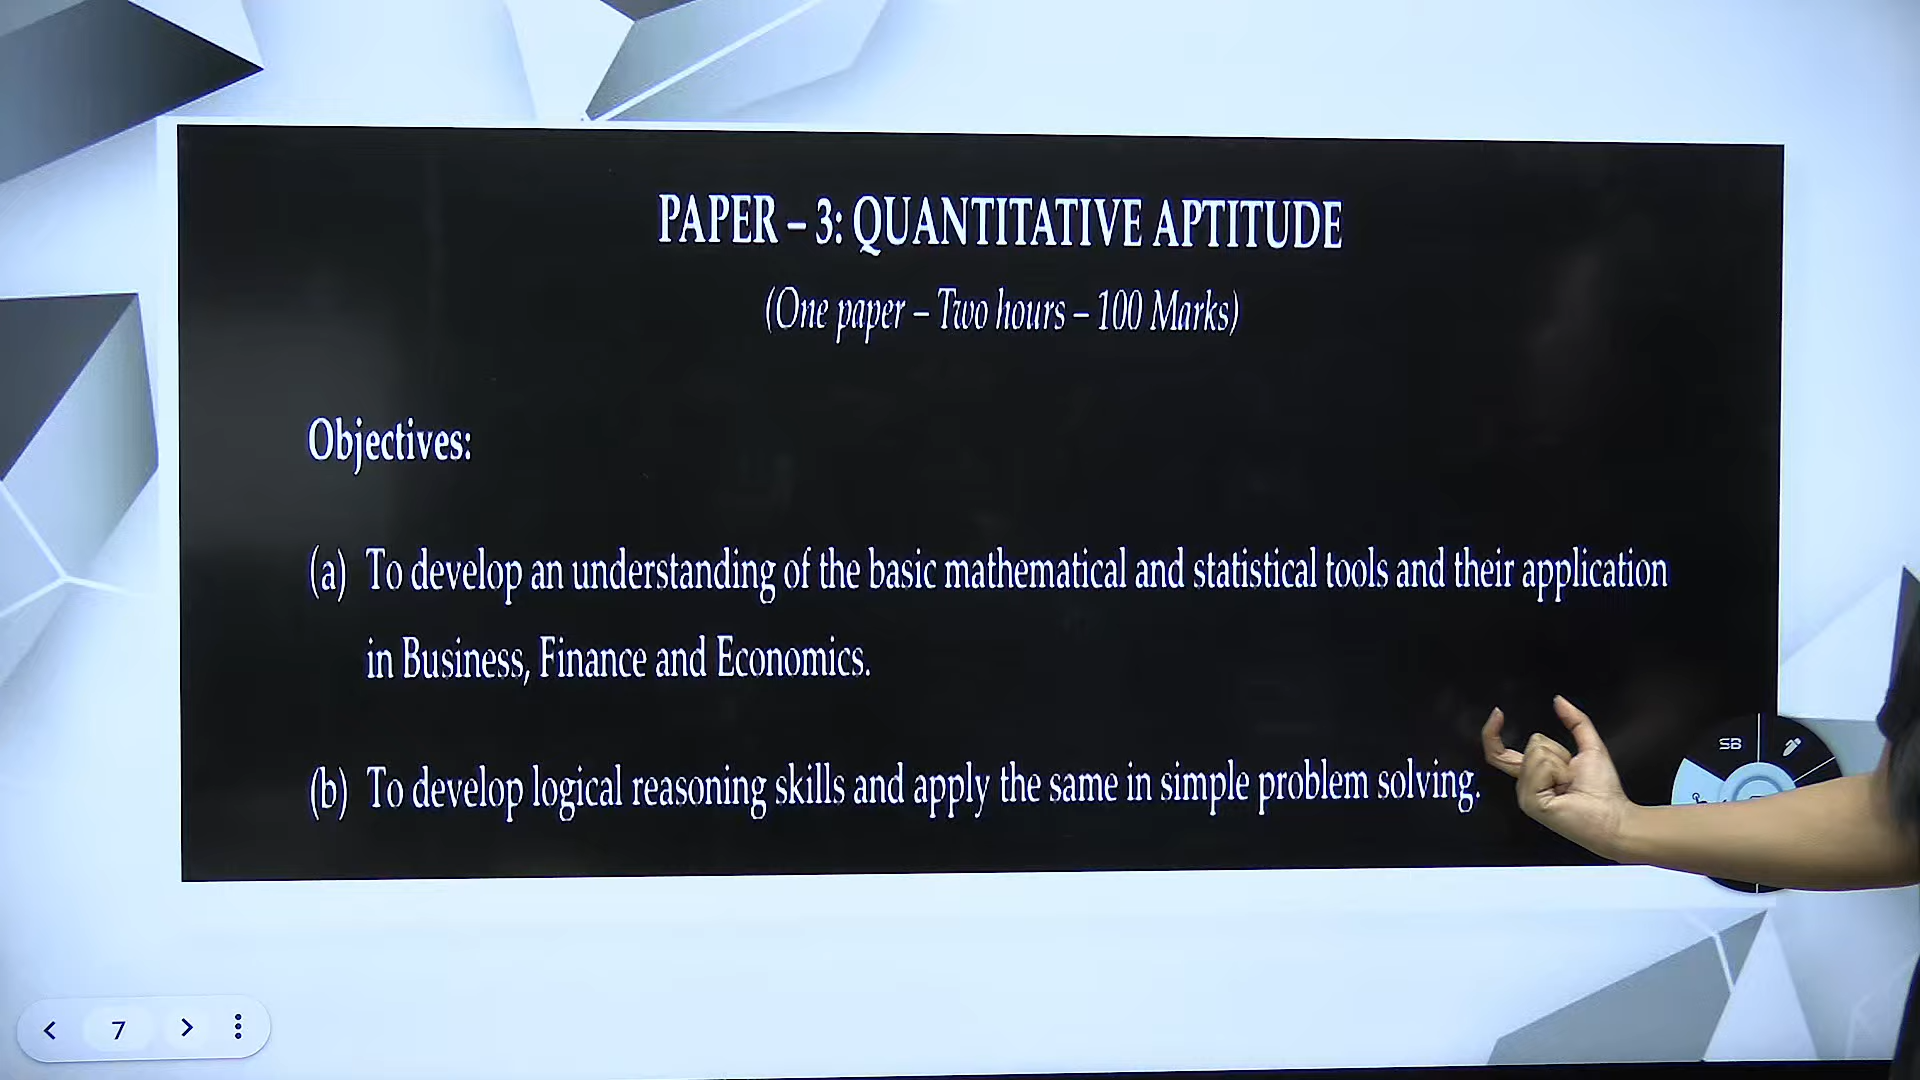 PAPER – 3: QUANTITATIVE APTITUDE
(One paper – Two hours – 100 Marks)
Objectives:
(a) To develop an understanding of the basic mathematical and statistical tools and their application
in Business, Finance and Economics.
(b) To develop logical reasoning skills and apply the same in simple problem solving.
SB
7